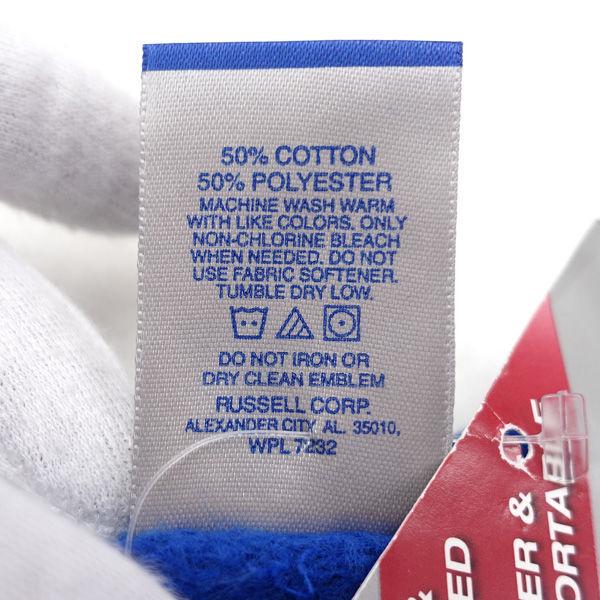 50% COTTON
50% POLYESTER
MACHINE WASH WARM
WITH LIKE COLORS. ONLY
NON-CHLORINE BLEACH
WHEN NEEDED. DO NOT
USE FABRIC SOFTENER.
TUMBLE DRY LOW.
DO NOT IRON OR
DRY CLEAN EMBLEM
RUSSELL CORP.
ALEXANDER CITY AL. 35010,
WPL 7232
&